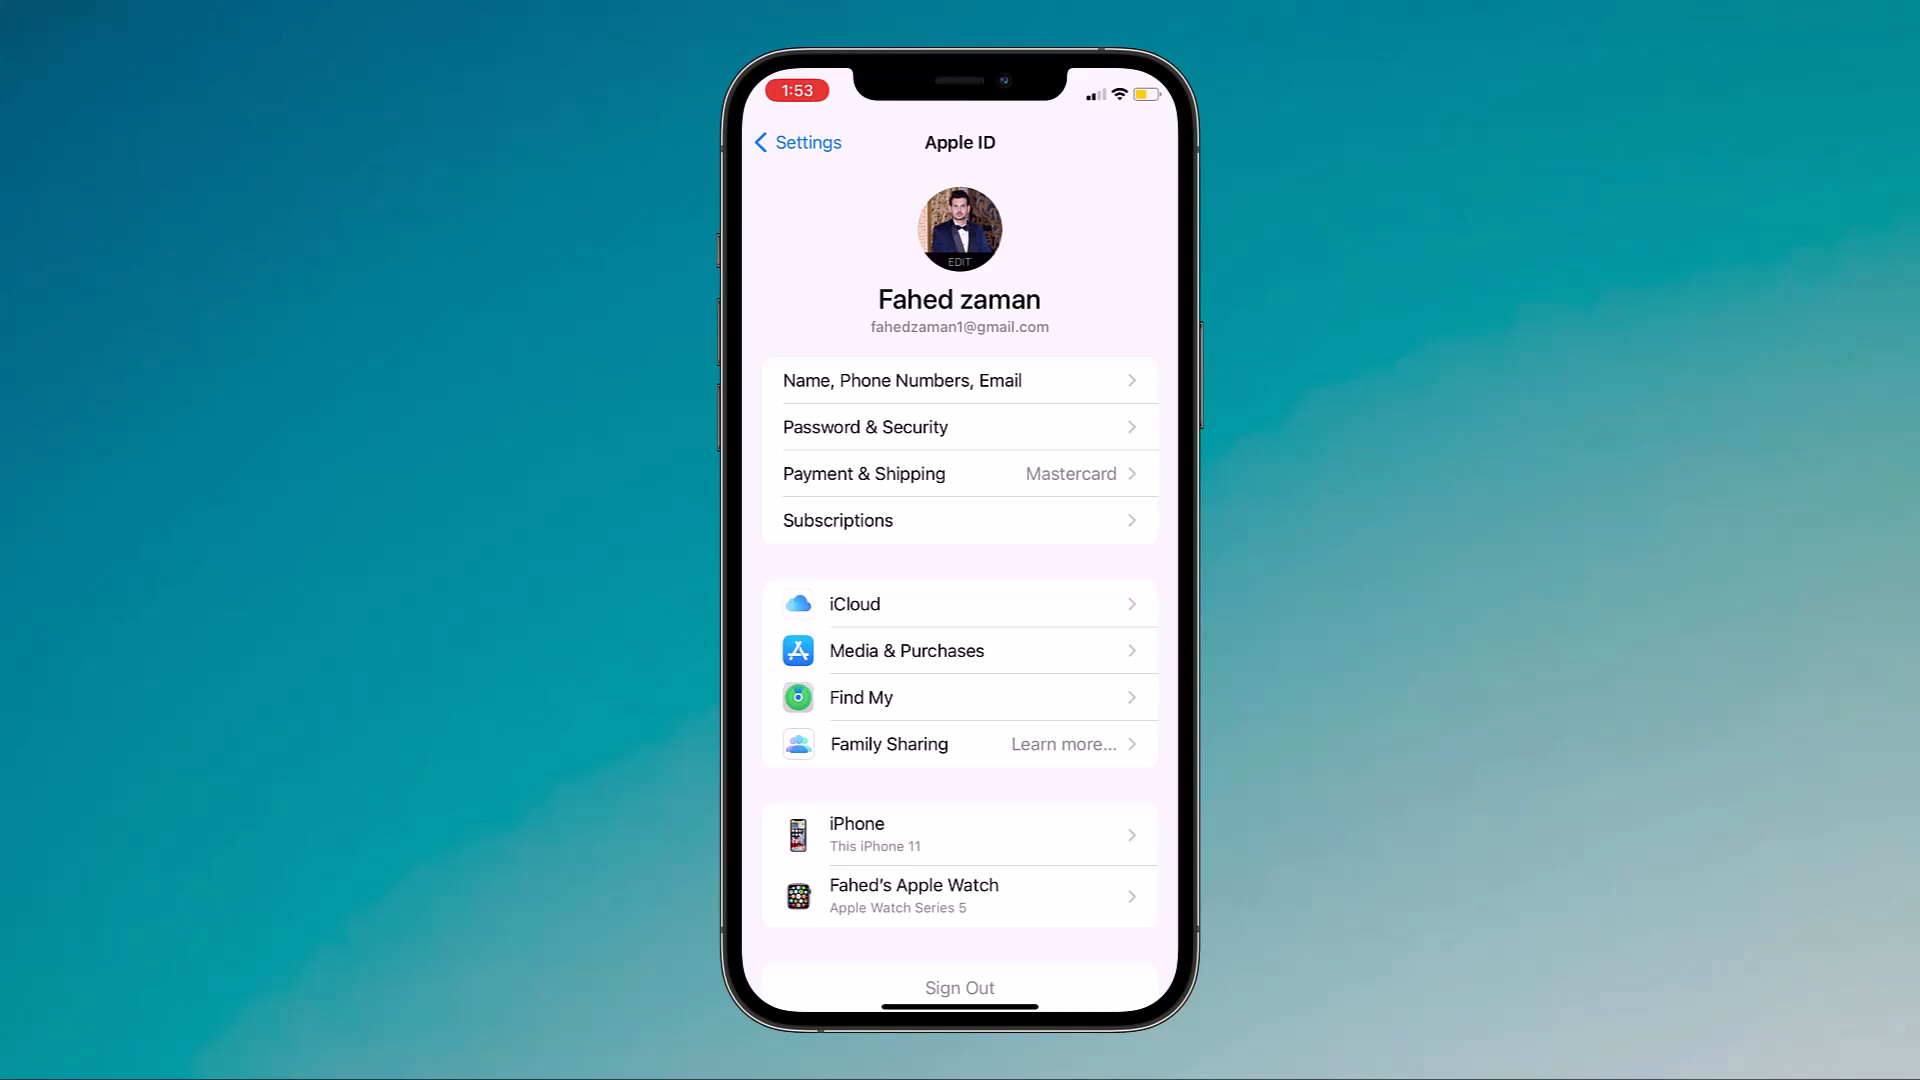 1:53
Settings
Apple ID
EDIT
Fahed zaman
fahedzaman1@gmail.com
Name, Phone Numbers, Email
Password & Security
Payment & Shipping Mastercard
Subscriptions
iCloud
Media & Purchases
Find My
Family Sharing Learn more...
iPhone
This iPhone 11
Fahed's Apple Watch
Apple Watch Series 5
Sign Out